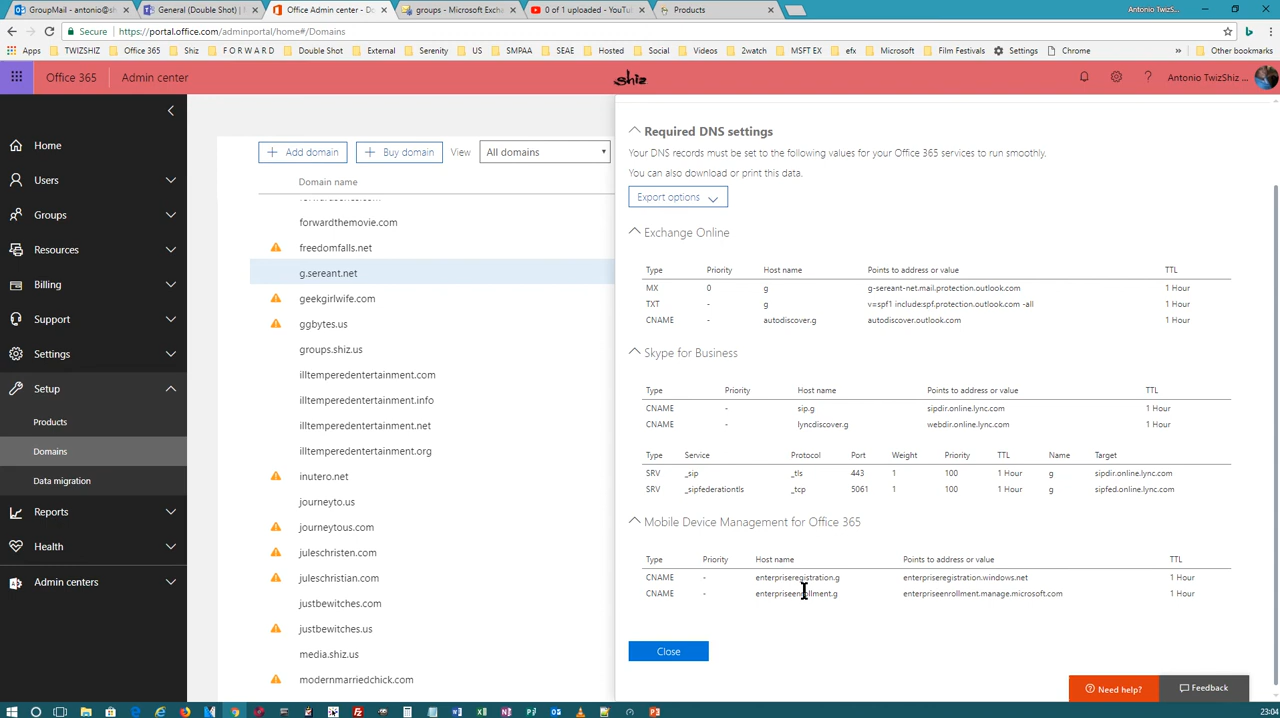 GroupMail - antonio@sh
General (Double Shot) |
Office Admin center - D
groups - Microsoft Exch
0 of 1 uploaded - YouTu
Products
Antonio TwizS...
Secure | https://portal.office.com/adminportal/home#/Domains
Apps TWIZSHIZ Office 365 Shiz F O R W A R D Double Shot External Serenity US SMPAA SEAE Hosted Social Videos 2watch MSFT EX efx Microsoft Film Festivals Settings Chrome » Other bookmarks
Office 365 Admin center shiz ? Antonio TwizShiz ...
Home
Users
Groups
Resources
Billing
Support
Settings
Setup
Products
Domains
Data migration
Reports
Health
Admin centers
+ Add domain + Buy domain View All domains
Domain name
forwardthemovie.com
freedomfalls.net
g.sereant.net
geekgirlwife.com
ggbytes.us
groups.shiz.us
illtemperedentertainment.com
illtemperedentertainment.info
illtemperedentertainment.net
illtemperedentertainment.org
inutero.net
journeyto.us
journeytous.com
juleschristen.com
juleschristian.com
justbewitches.com
justbewitches.us
media.shiz.us
modernmarriedchick.com
Required DNS settings
Your DNS records must be set to the following values for your Office 365 services to run smoothly.
You can also download or print this data.
Export options
Exchange Online
Type Priority Host name Points to address or value TTL
MX 0 g g-sereant-net.mail.protection.outlook.com 1 Hour
TXT - g v=spf1 include:spf.protection.outlook.com -all 1 Hour
CNAME - autodiscover.g autodiscover.outlook.com 1 Hour
Skype for Business
Type Priority Host name Points to address or value TTL
CNAME - sip.g sipdir.online.lync.com 1 Hour
CNAME - lyncdiscover.g webdir.online.lync.com 1 Hour
Type Service Protocol Port Weight Priority TTL Name Target
SRV _sip _tls 443 1 100 1 Hour g sipdir.online.lync.com
SRV _sipfederationtls _tcp 5061 1 100 1 Hour g sipfed.online.lync.com
Mobile Device Management for Office 365
Type Priority Host name Points to address or value TTL
CNAME - enterpriseregistration.g enterpriseregistration.windows.net 1 Hour
CNAME - enterpriseenrollment.g enterpriseenrollment.manage.microsoft.com 1 Hour
Close
Need help? Feedback
23:04